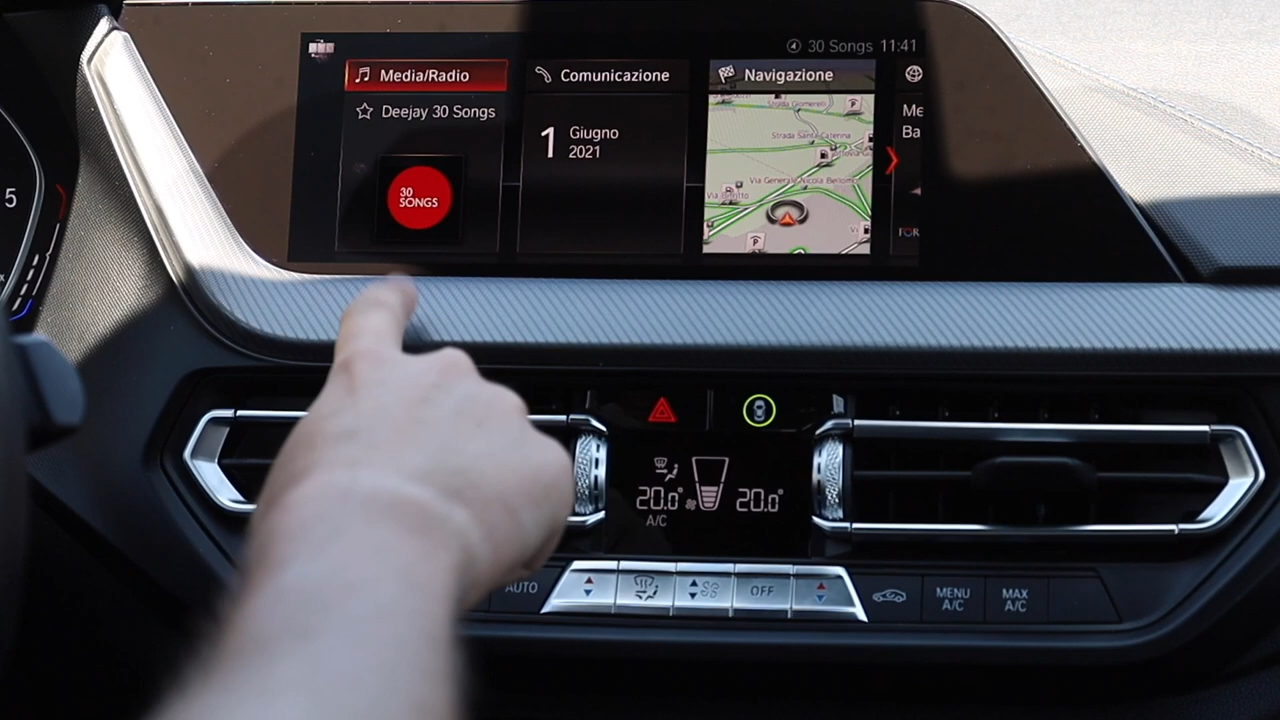 30 Songs 11:41
Media/Radio
Deejay 30 Songs
30
SONGS
Comunicazione
1 Giugno
2021
Navigazione
Strada Santa Caterina
Via Generale Nicola Bellomo
Me
Ba
5
20.0° 20.0°
A/C
AUTO
OFF
MENU
A/C
MAX
A/C